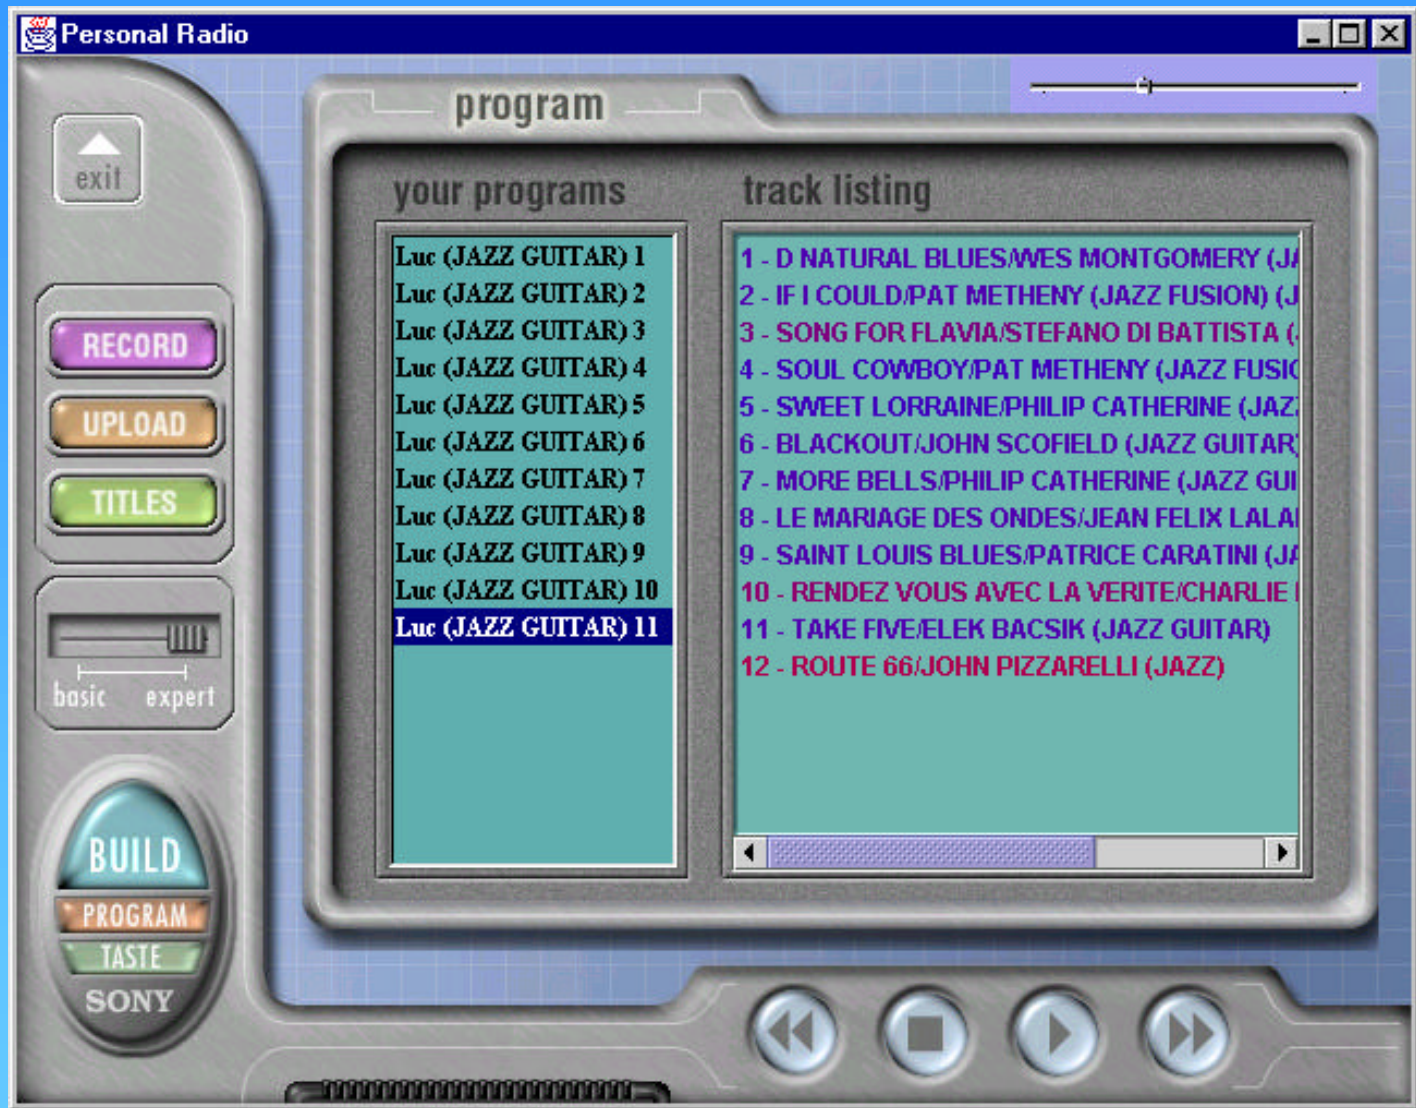 Personal Radio
exit
program
your programs
track listing
Luc (JAZZ GUITAR) 1
Luc (JAZZ GUITAR) 2
Luc (JAZZ GUITAR) 3
Luc (JAZZ GUITAR) 4
Luc (JAZZ GUITAR) 5
Luc (JAZZ GUITAR) 6
Luc (JAZZ GUITAR) 7
Luc (JAZZ GUITAR) 8
Luc (JAZZ GUITAR) 9
Luc (JAZZ GUITAR) 10
Luc (JAZZ GUITAR) 11
1 - D NATURAL BLUES/WES MONTGOMERY (JA
2 - IF I COULD/PAT METHENY (JAZZ FUSION) (J
3 - SONG FOR FLAVIA/STEFANO DI BATTISTA (
4 - SOUL COWBOY/PAT METHENY (JAZZ FUSIO
5 - SWEET LORRAINE/PHILIP CATHERINE (JAZ
6 - BLACKOUT/JOHN SCOFIELD (JAZZ GUITAR)
7 - MORE BELLS/PHILIP CATHERINE (JAZZ GUI
8 - LE MARIAGE DES ONDES/JEAN FELIX LALA
9 - SAINT LOUIS BLUES/PATRICE CARATINI (JA
10 - RENDEZ VOUS AVEC LA VERITE/CHARLIE
11 - TAKE FIVE/ELEK BACSIK (JAZZ GUITAR)
12 - ROUTE 66/JOHN PIZZARELLI (JAZZ)
RECORD
UPLOAD
TITLES
basic expert
BUILD
PROGRAM
TASTE
SONY